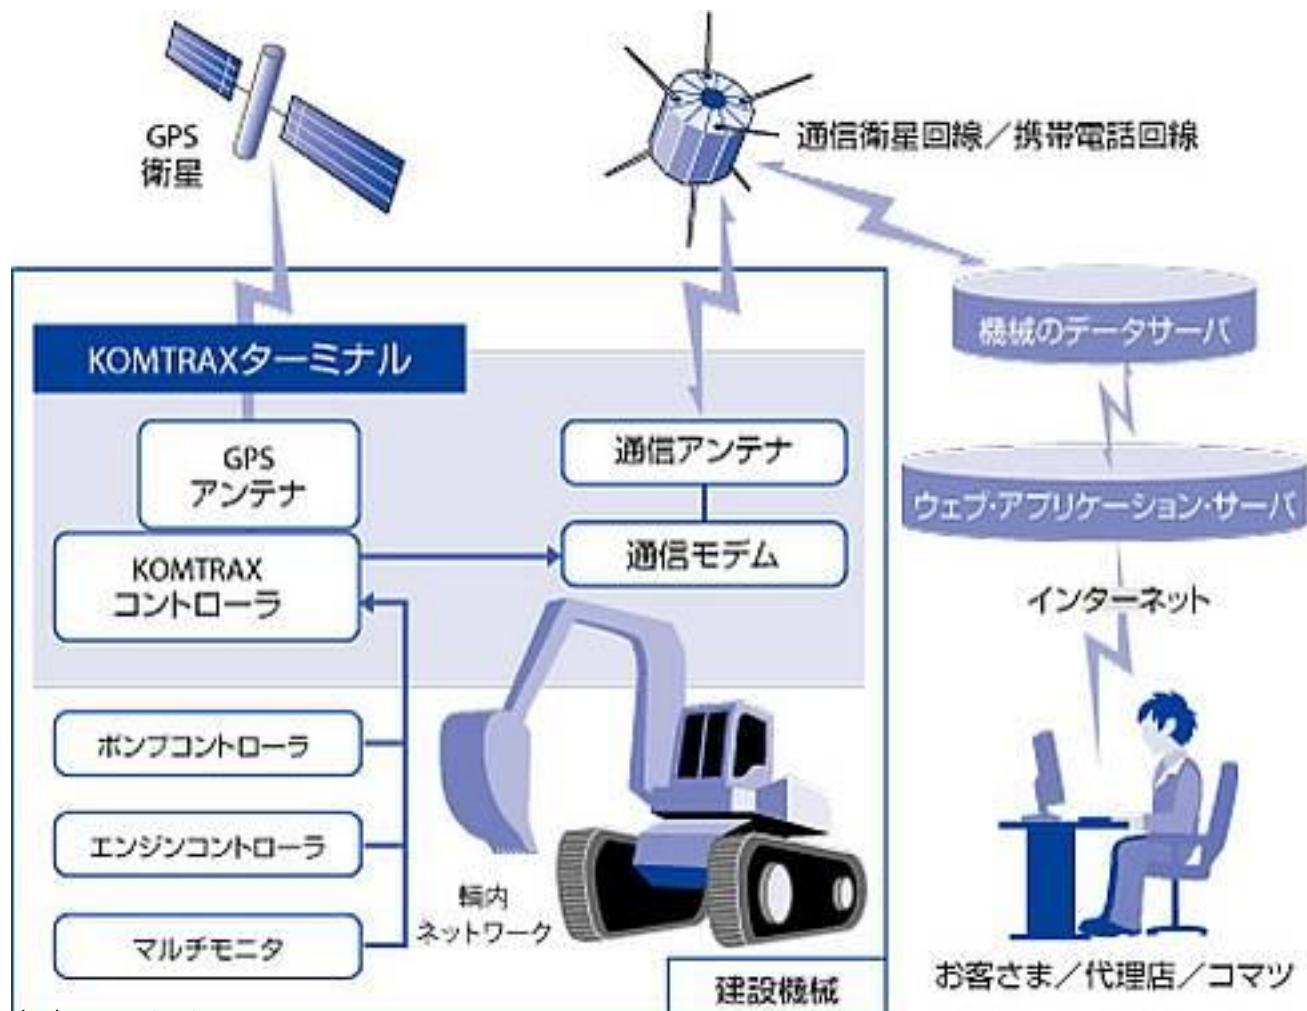 GPS
衛星
通信衛星回線／携帯電話回線
機械のデータサーバ
KOMTRAXターミナル
GPS
アンテナ
通信アンテナ
ウェブ・アプリケーション・サーバ
KOMTRAX
コントローラ
通信モデム
インターネット
ポンプコントローラ
エンジンコントローラ
マルチモニタ
輌内
ネットワーク
建設機械
お客さま／代理店／コマツ